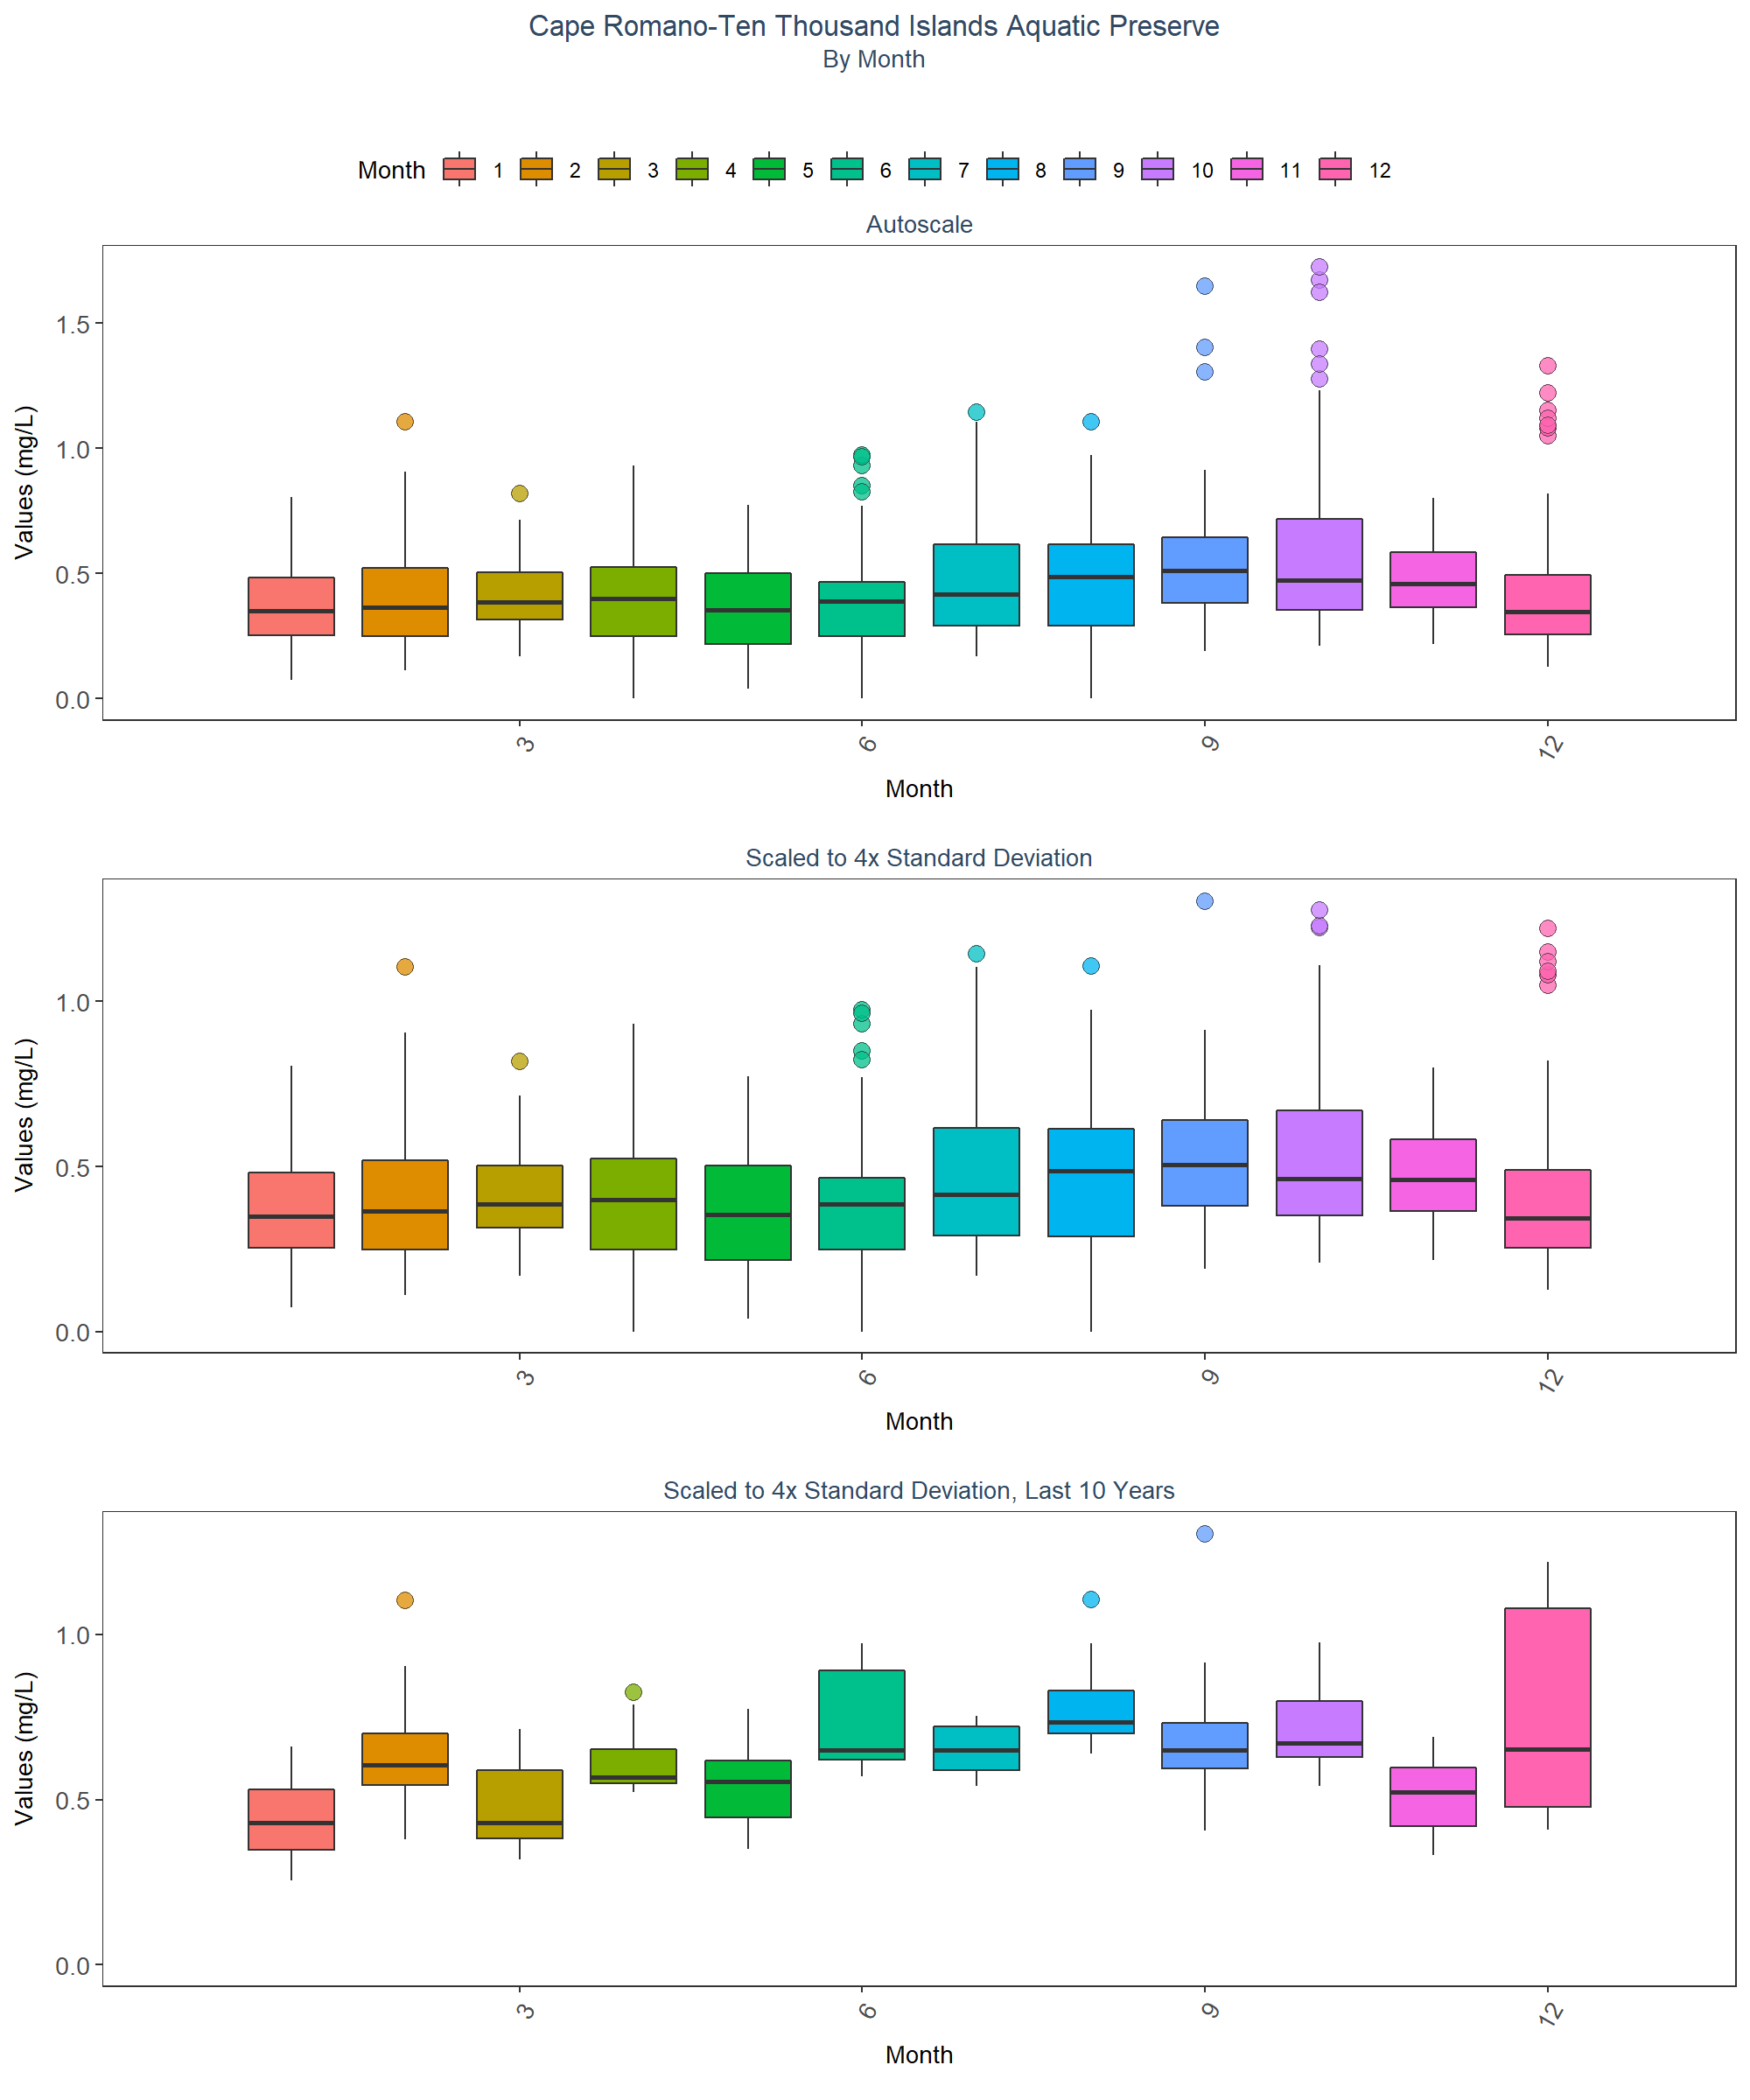 Cape Romano-Ten Thousand Islands Aquatic Preserve
By Month
Month 1 2 3 4 5 6 7 8 9 10 11 12
Autoscale
Values (mg/L)
1.5
1.0
0.5
0.0
3 6 9 12
Month
Scaled to 4x Standard Deviation
Values (mg/L)
1.0
0.5
0.0
3 6 9 12
Month
Scaled to 4x Standard Deviation, Last 10 Years
Values (mg/L)
1.0
0.5
0.0
3 6 9 12
Month